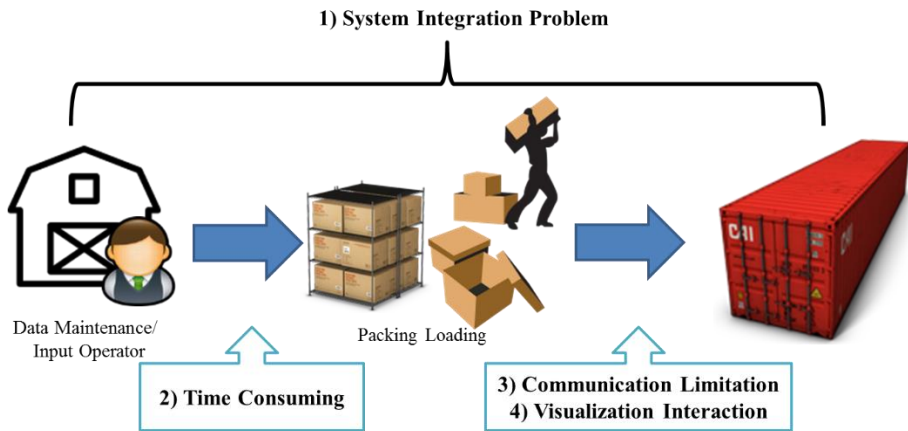 1) System Integration Problem
CAI
Data Maintenance/
Input Operator
Packing Loading
2) Time Consuming
3) Communication Limitation
4) Visualization Interaction